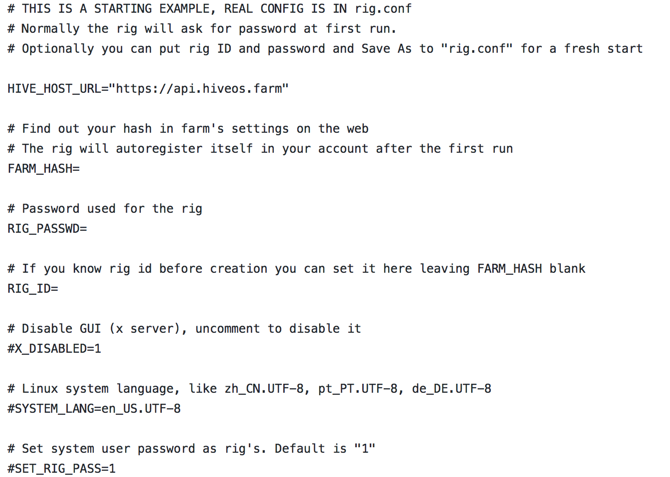 # THIS IS A STARTING EXAMPLE, REAL CONFIG IS IN rig.conf
# Normally the rig will ask for password at first run.
# Optionally you can put rig ID and password and Save As to "rig.conf" for a fresh start
HIVE_HOST_URL="https://api.hiveos.farm"
# Find out your hash in farm's settings on the web
# The rig will autoregister itself in your account after the first run
FARM_HASH=
# Password used for the rig
RIG_PASSWD=
# If you know rig id before creation you can set it here leaving FARM_HASH blank
RIG_ID=
# Disable GUI (x server), uncomment to disable it
#X_DISABLED=1
# Linux system language, like zh_CN.UTF-8, pt_PT.UTF-8, de_DE.UTF-8
#SYSTEM_LANG=en_US.UTF-8
# Set system user password as rig's. Default is "1"
#SET_RIG_PASS=1